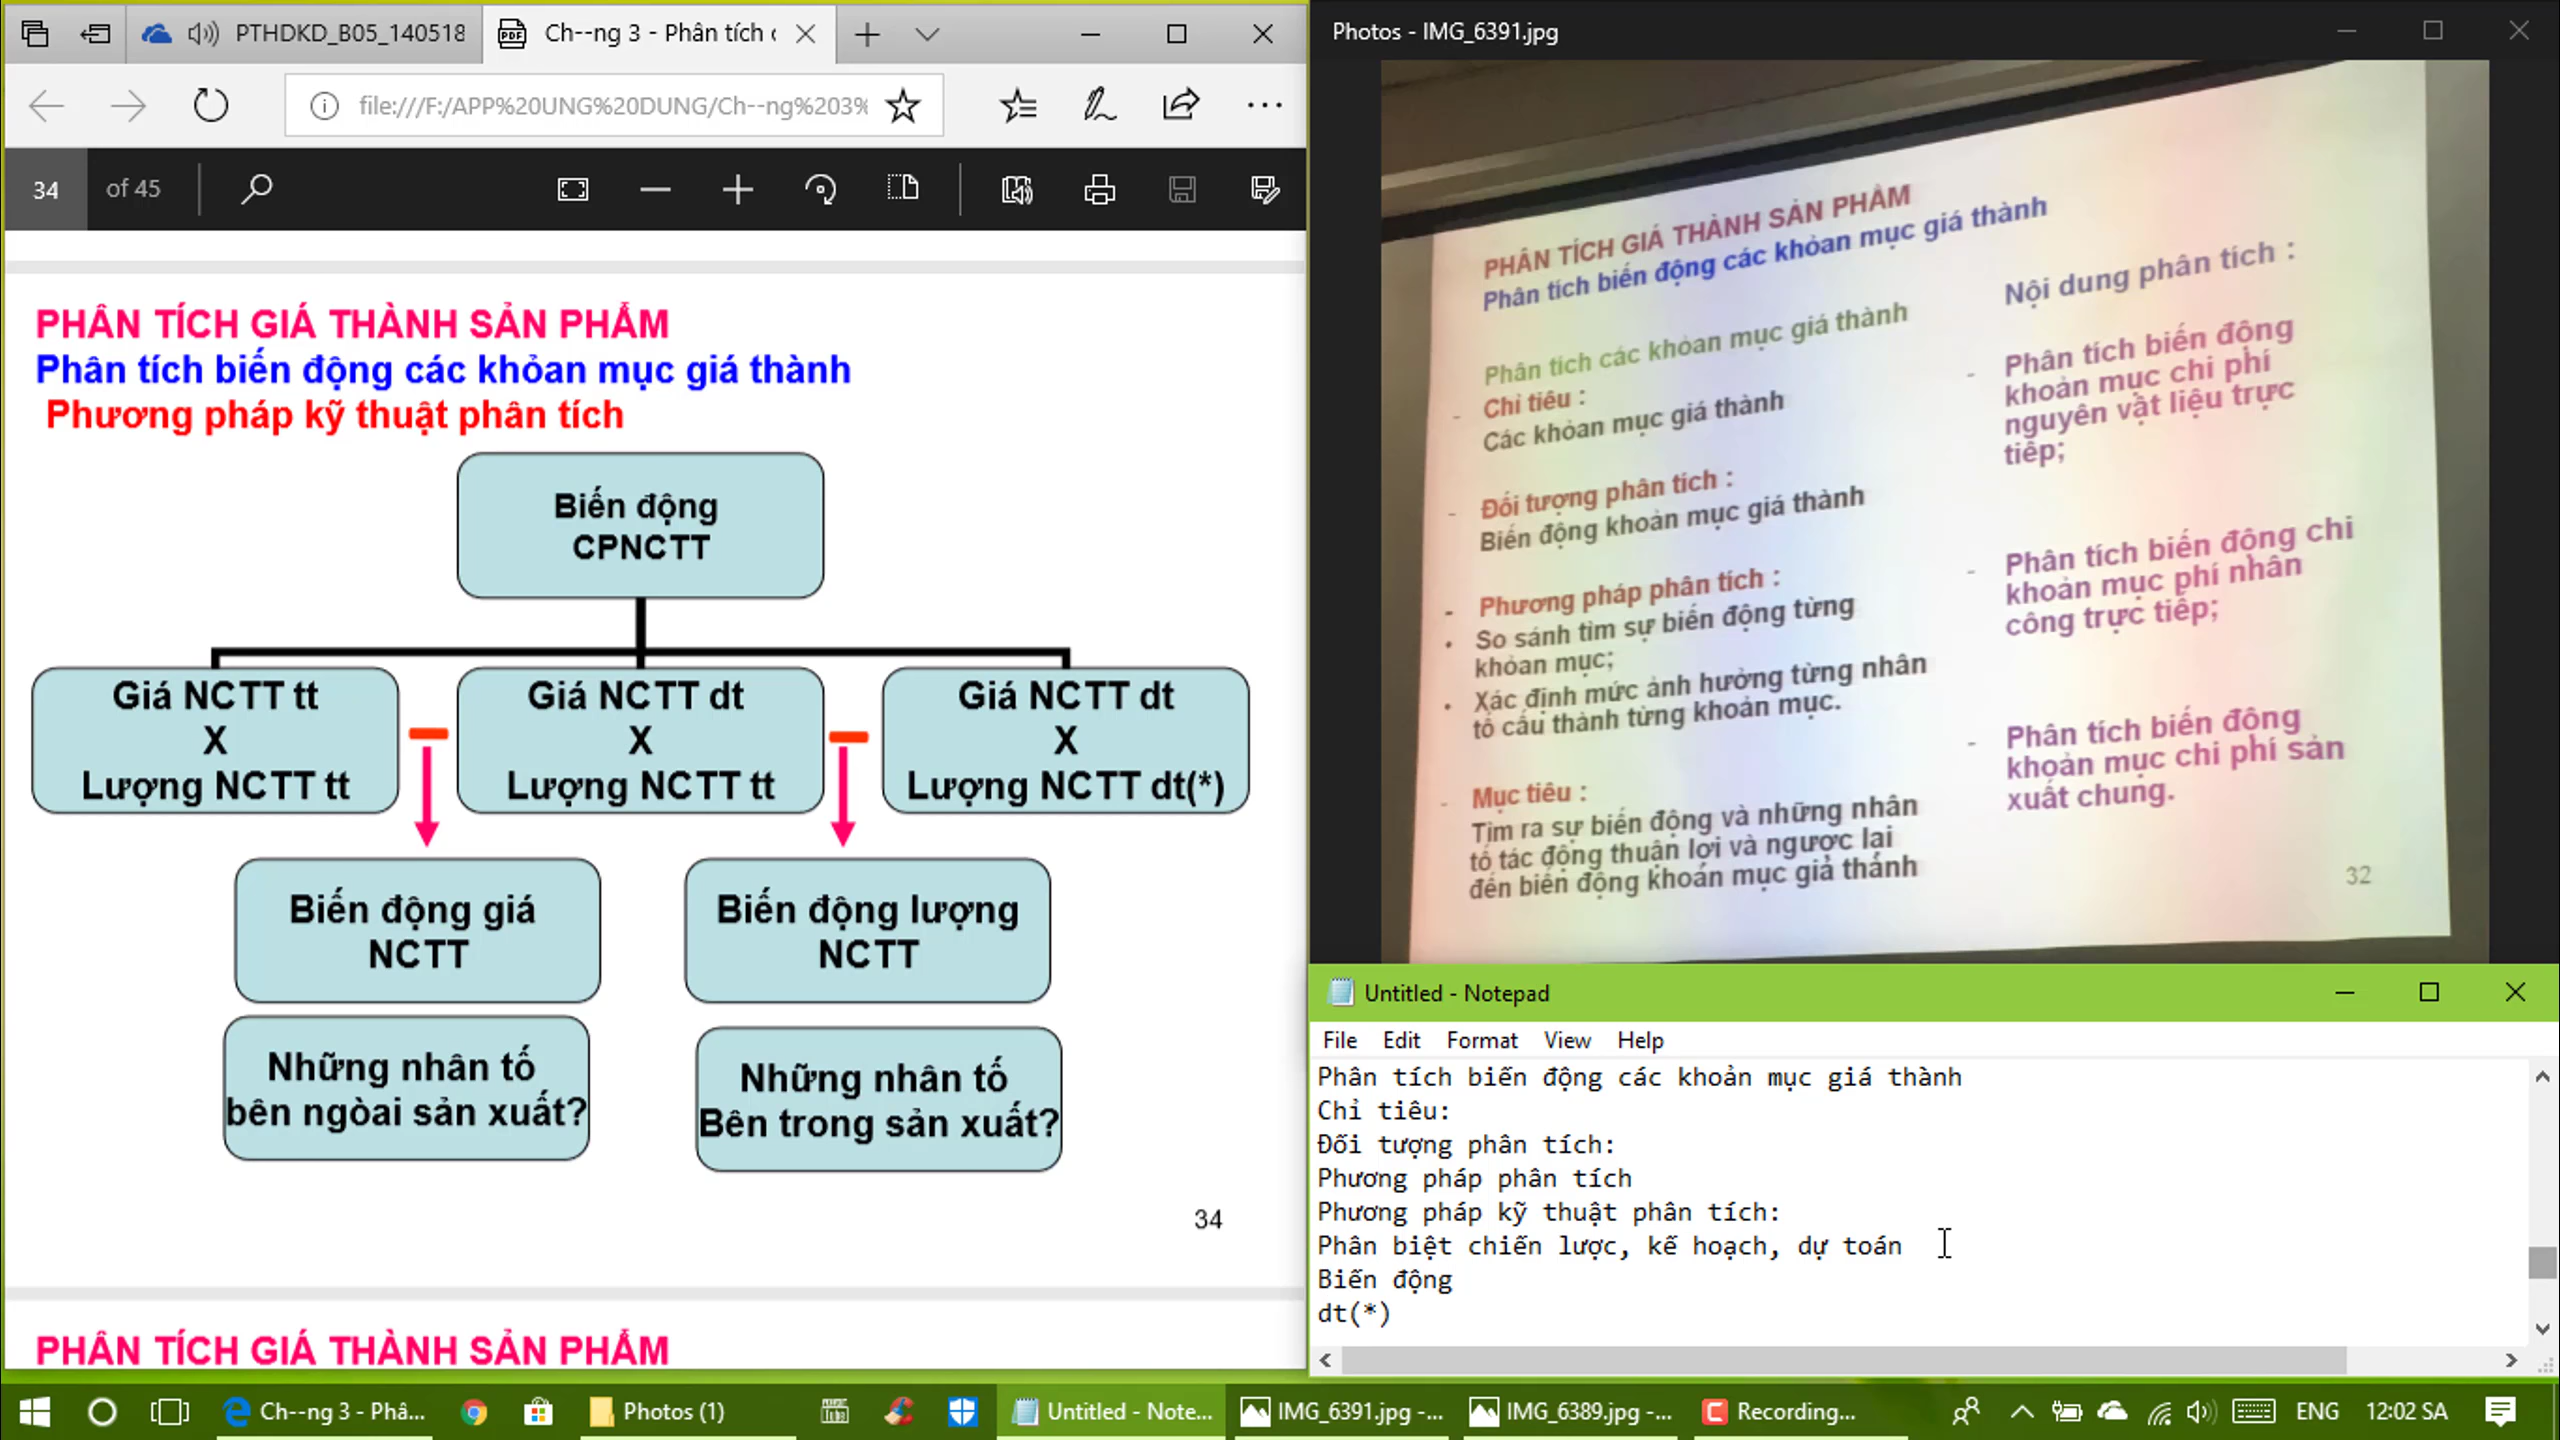 PTHDKD_B05_140518
Ch--ng 3 - Phân tích c
file:///F:/APP%20UNG%20DUNG/Ch--ng%203%
34 of 45
PHÂN TÍCH GIÁ THÀNH SẢN PHẨM
Phân tích biến động các khỏan mục giá thành
Phương pháp kỹ thuật phân tích
Biến động
CPNCTT
Giá NCTT tt
X
Lượng NCTT tt
Giá NCTT dt
X
Lượng NCTT tt
Giá NCTT dt
X
Lượng NCTT dt(*)
Biến động giá
NCTT
Biến động lượng
NCTT
Những nhân tố
bên ngòai sản xuất?
Những nhân tố
Bên trong sản xuất?
34
PHÂN TÍCH GIÁ THÀNH SẢN PHẨM
Photos - IMG_6391.jpg
PHÂN TÍCH GIÁ THÀNH SẢN PHẨM
Phân tích biến động các khỏan mục giá thành
Phân tích các khỏan mục giá thành
- Chỉ tiêu :
Các khỏan mục giá thành
- Đối tượng phân tích :
Biến động khoản mục giá thành
- Phương pháp phân tích :
• So sánh tìm sự biến động từng
khỏan mục;
• Xác định mức ảnh hưởng từng nhân
tố cấu thành từng khoản mục.
- Mục tiêu :
Tìm ra sự biến động và những nhân
tố tác động thuận lợi và ngược lại
đến biến động khoản mục giá thành
Nội dung phân tích :
- Phân tích biến động
khoản mục chi phí
nguyên vật liệu trực
tiếp;
- Phân tích biến động chi
khoản mục phí nhân
công trực tiếp;
- Phân tích biến động
khoản mục chi phí sản
xuất chung.
32
Untitled - Notepad
File Edit Format View Help
Phân tích biến động các khoản mục giá thành
Chỉ tiêu:
Đối tượng phân tích:
Phương pháp phân tích
Phương pháp kỹ thuật phân tích:
Phân biệt chiến lược, kế hoạch, dự toán
Biến động
dt(*)
Ch--ng 3 - Phâ...
Photos (1)
Untitled - Note...
IMG_6391.jpg -...
IMG_6389.jpg -...
Recording...
ENG
12:02 SA